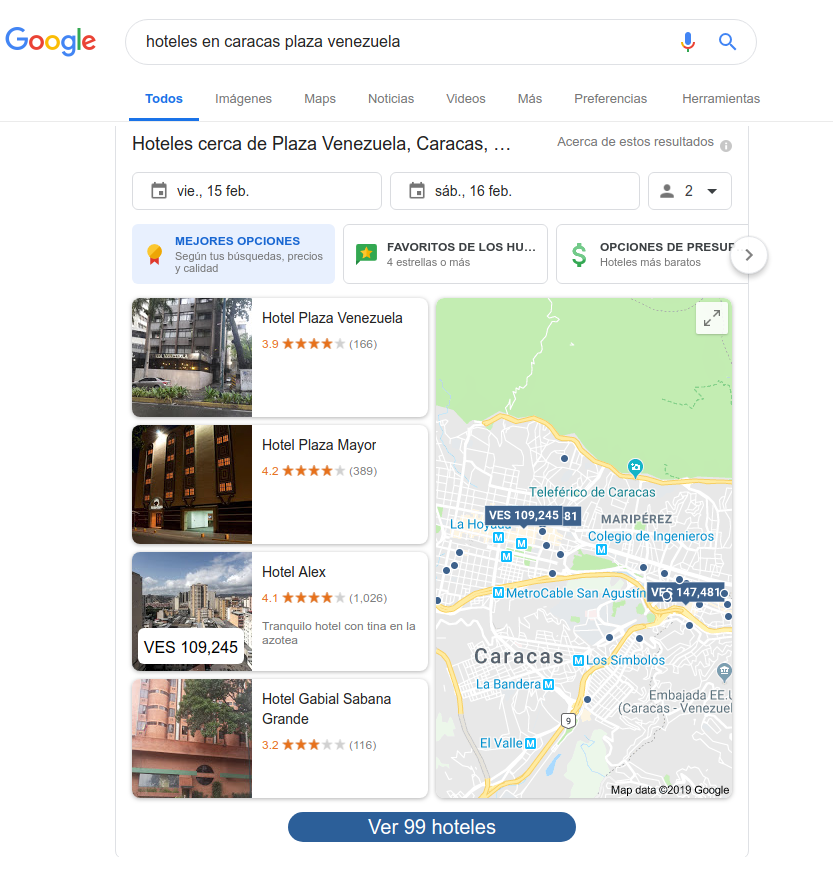 Google
hoteles en caracas plaza venezuela
Todos
Imágenes
Maps
Noticias
Videos
Más
Preferencias
Herramientas
Hoteles cerca de Plaza Venezuela, Caracas, …
Acerca de estos resultados
vie., 15 feb.
sáb., 16 feb.
2
MEJORES OPCIONES
Según tus búsquedas, precios
y calidad
FAVORITOS DE LOS HU…
4 estrellas o más
OPCIONES DE PRESUP
Hoteles más baratos
Hotel Plaza Venezuela
3.9 (166)
Hotel Plaza Mayor
4.2 (389)
Hotel Alex
4.1 (1,026)
Tranquilo hotel con tina en la
azotea
VES 109,245
Hotel Gabial Sabana
Grande
3.2 (116)
Teleférico de Caracas
VES 109,245
81
La Hoyada
MARIPÉREZ
Colegio de Ingenieros
MetroCable San Agustín
VES 147,481
Caracas
Los Símbolos
La Bandera
Embajada EE.U
(Caracas - Venezuel
9
El Valle
Map data ©2019 Google
Ver 99 hoteles